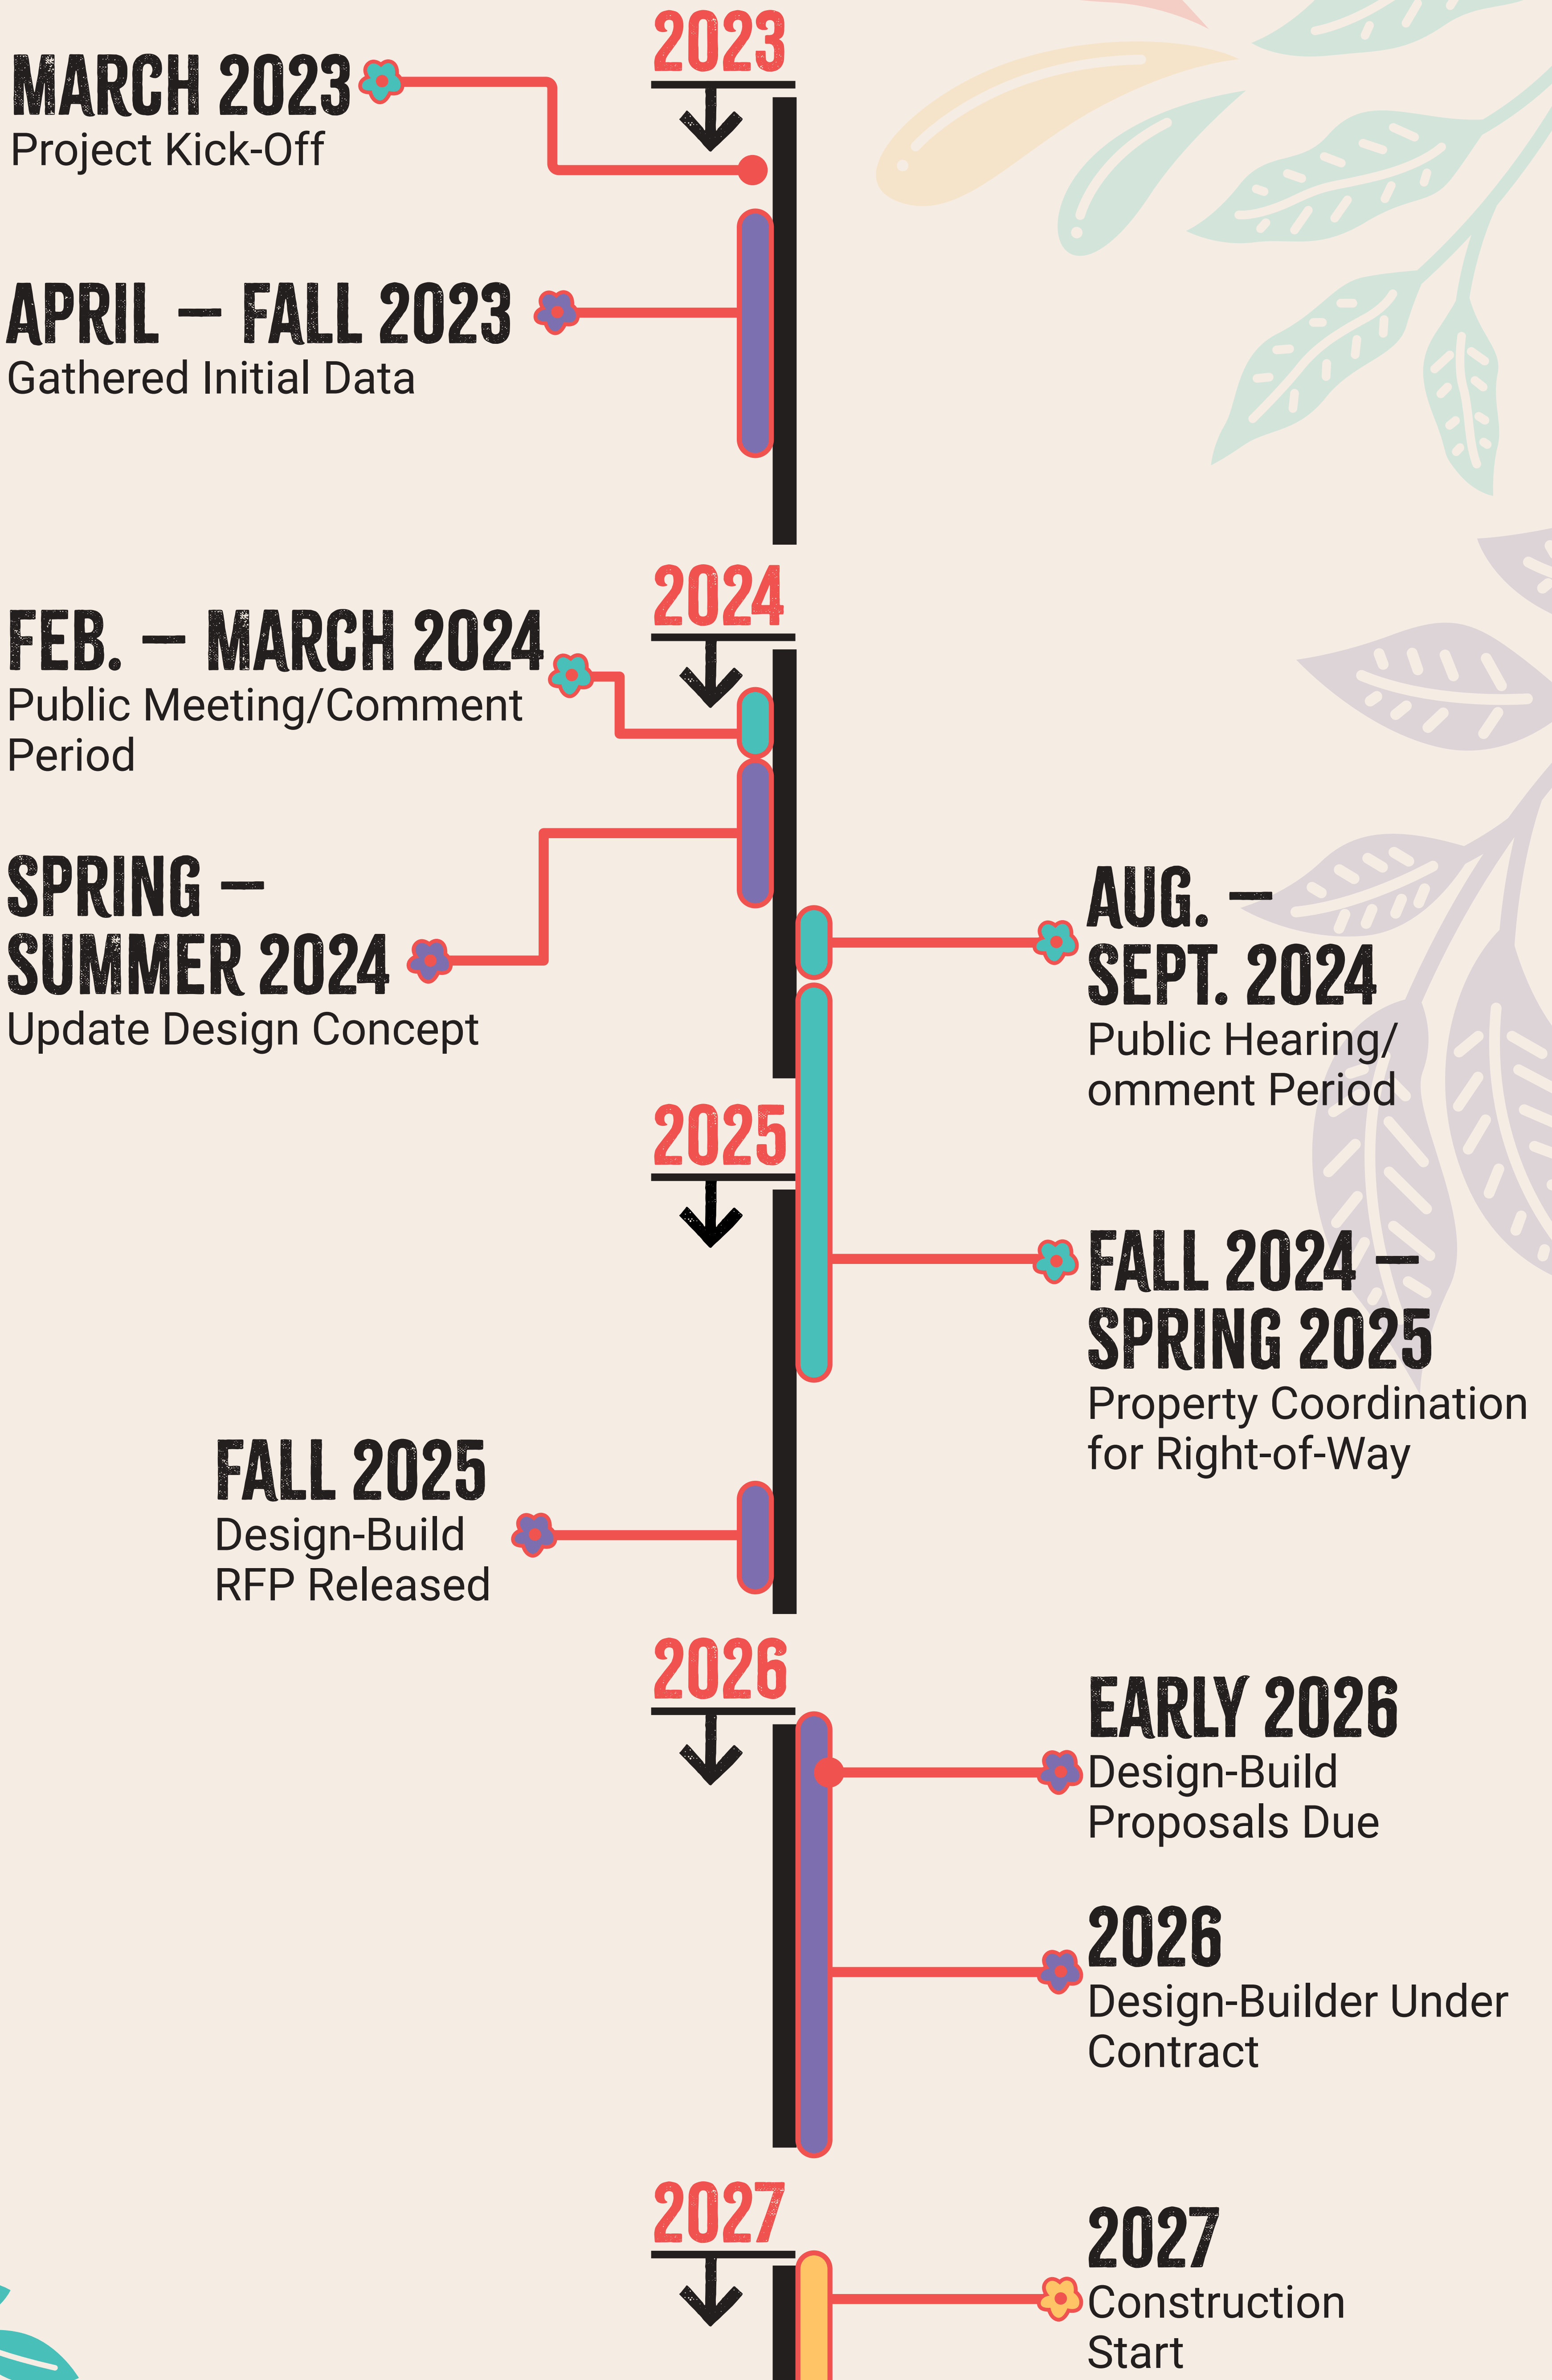 2023
MARCH 2023
Project Kick-Off
APRIL – FALL 2023
Gathered Initial Data
2024
FEB. – MARCH 2024
Public Meeting/Comment
Period
SPRING –
SUMMER 2024
Update Design Concept
AUG. –
SEPT. 2024
Public Hearing/
omment Period
2025
FALL 2024 –
SPRING 2025
Property Coordination
for Right-of-Way
FALL 2025
Design-Build
RFP Released
2026
EARLY 2026
Design-Build
Proposals Due
2026
Design-Builder Under
Contract
2027
2027
Construction
Start